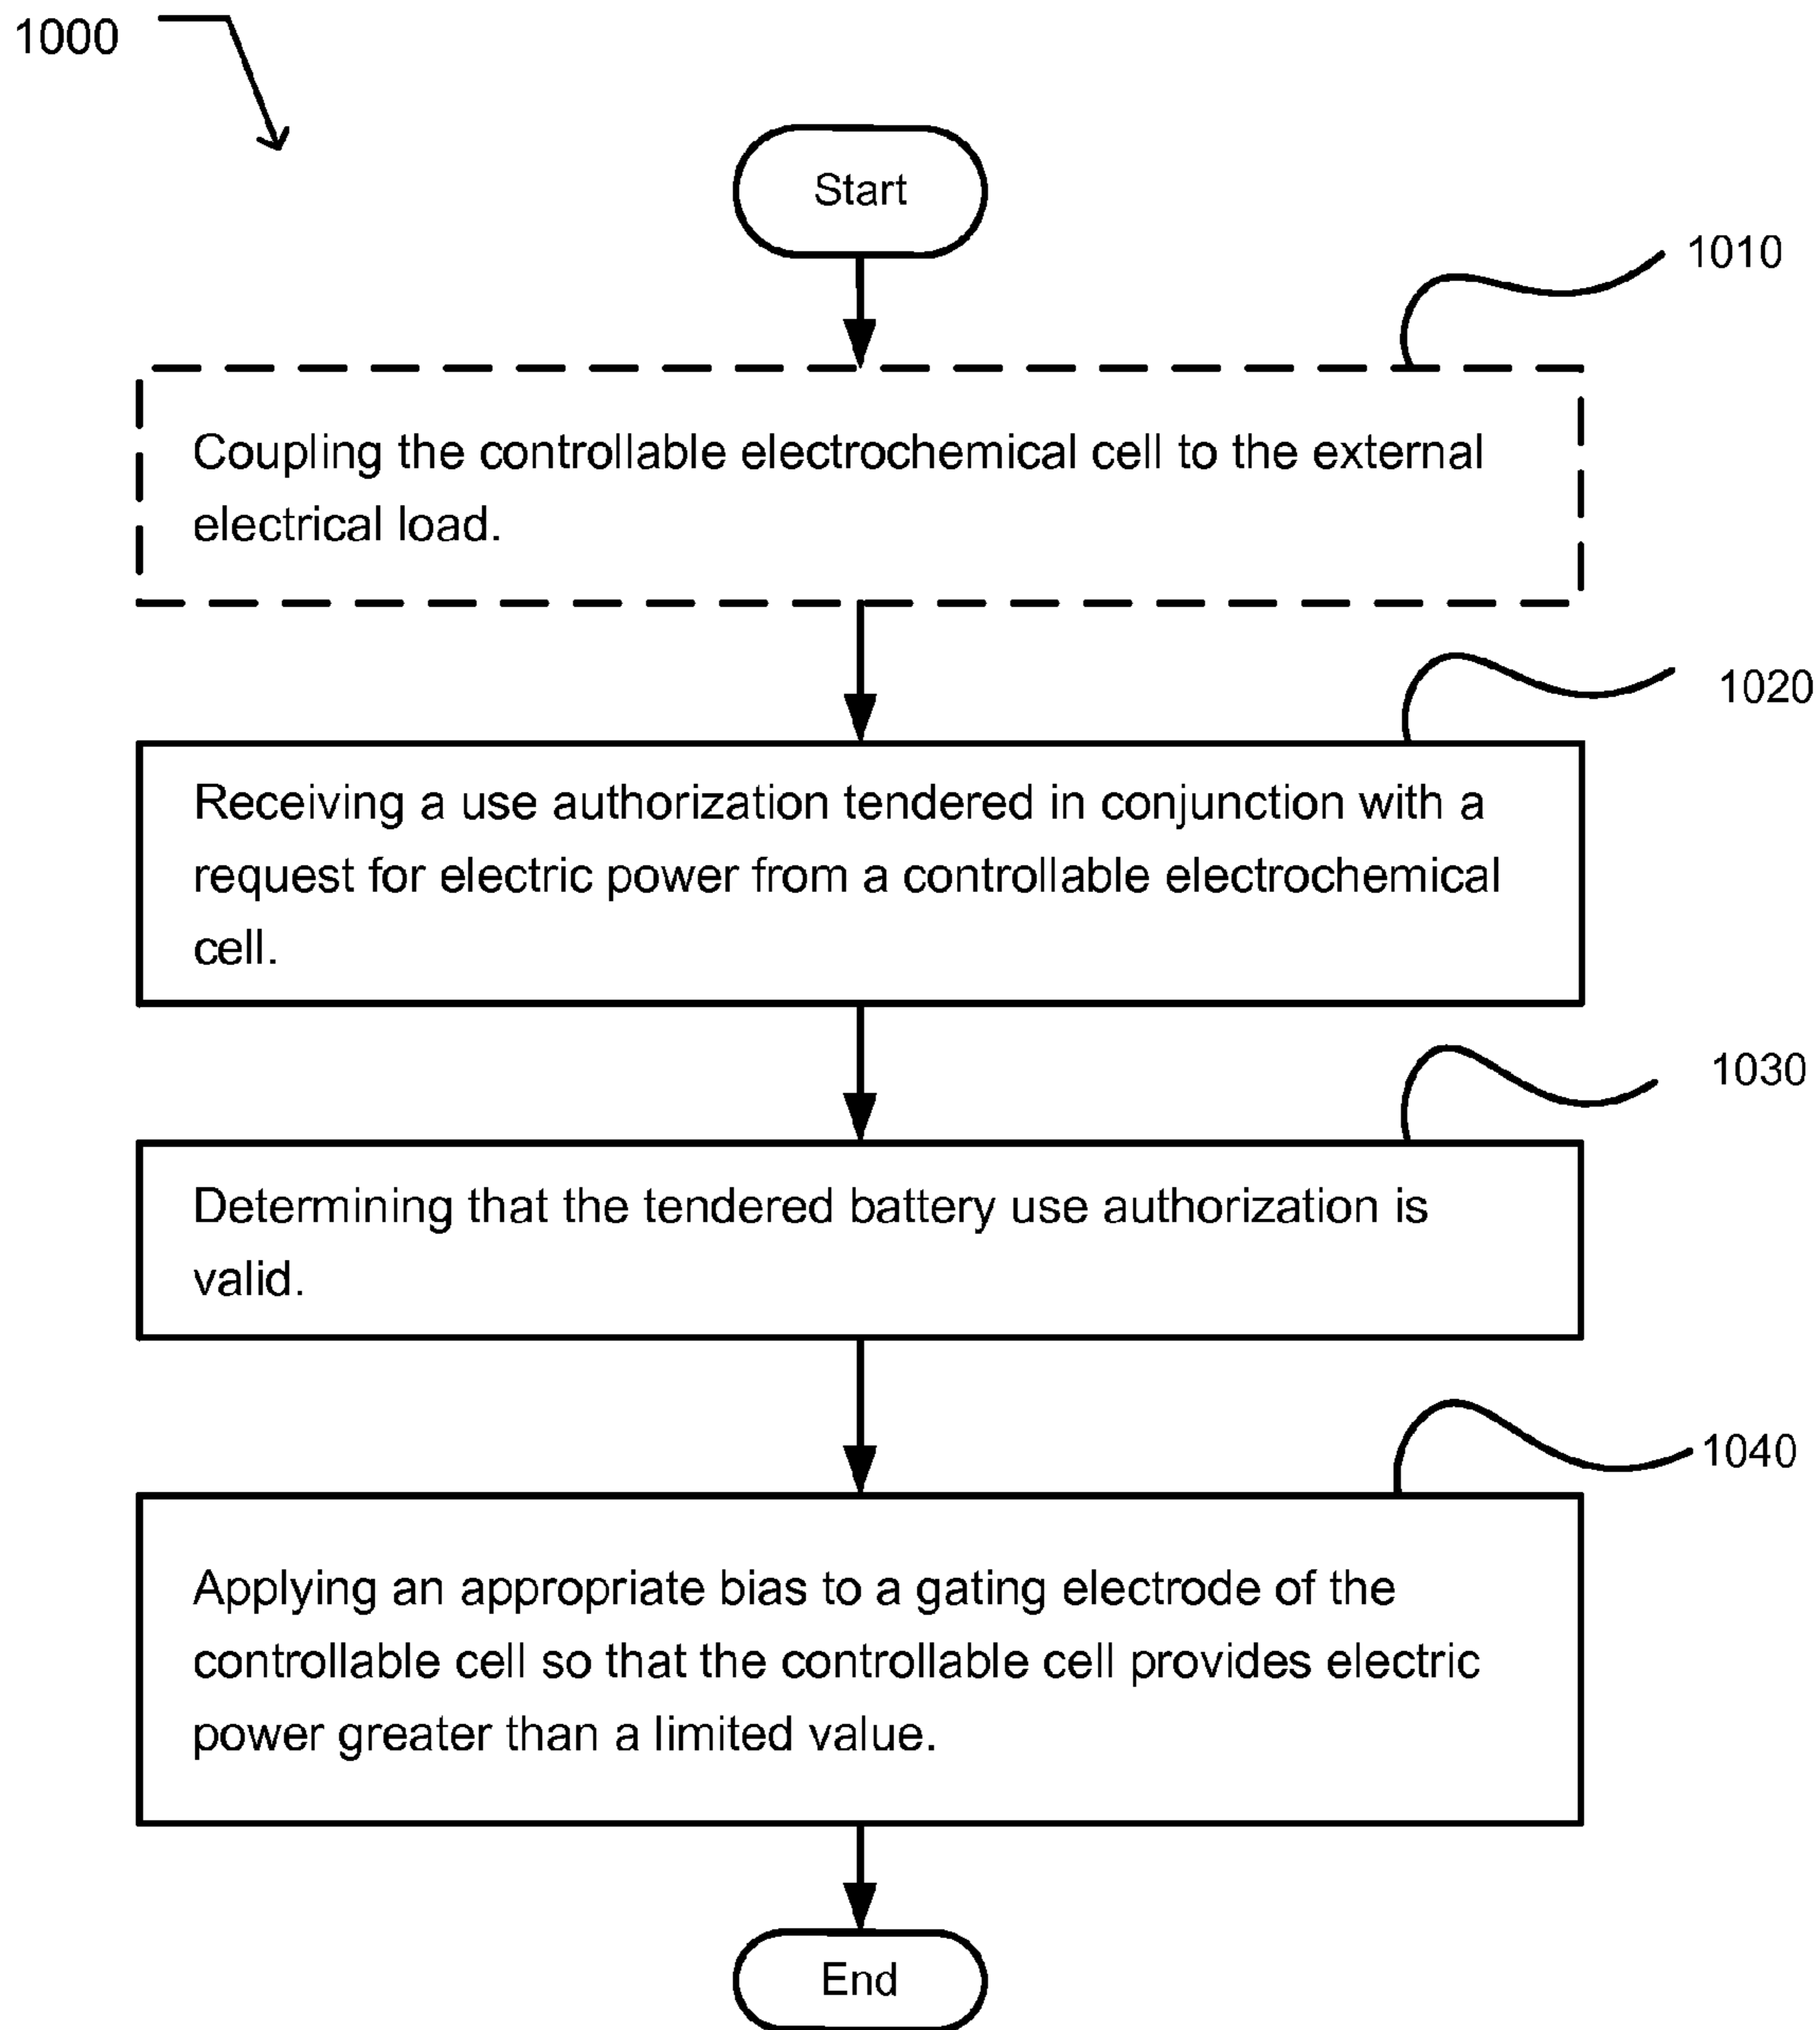 1000
Start
1010
Coupling the controllable electrochemical cell to the external
electrical load.
1020
Receiving a use authorization tendered in conjunction with a
request for electric power from a controllable electrochemical
cell.
1030
Determining that the tendered battery use authorization is
valid.
1040
Applying an appropriate bias to a gating electrode of the
controllable cell so that the controllable cell provides electric
power greater than a limited value.
End